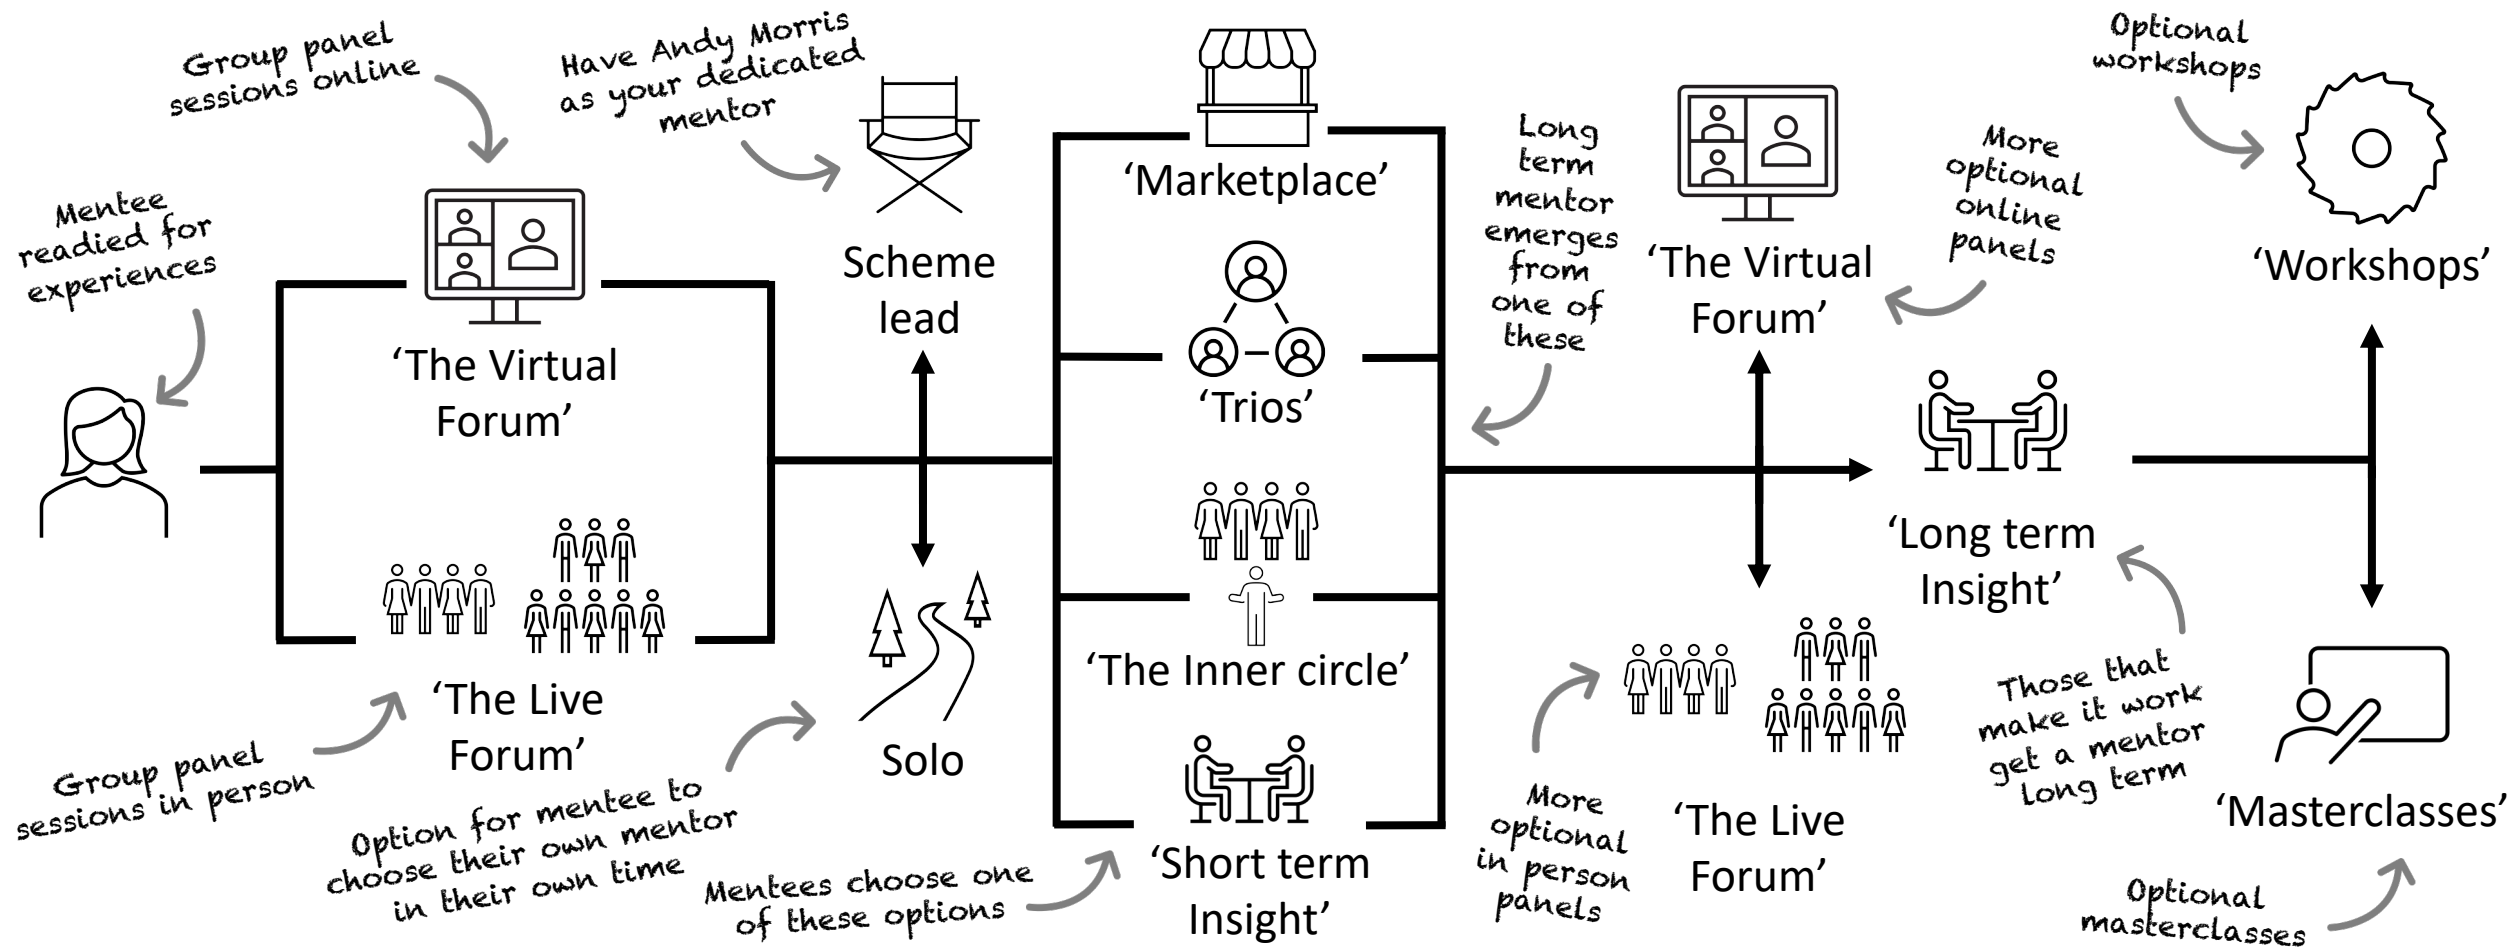 Group panel
sessions online
Have Andy Morris
as your dedicated
mentor
Optional
workshops
Mentee
readied for
experiences
‘The Virtual
Forum’
Scheme
lead
‘Marketplace’
‘Trios’
Long
term
mentor
emerges
from
one of
these
‘The Virtual
Forum’
More
optional
online
panels
‘Workshops’
‘The Live
Forum’
Group panel
sessions in person
Solo
Option for mentee to
choose their own mentor
in their own time
‘The Inner circle’
‘Short term
Insight’
Mentees choose one
of these options
‘Long term
Insight’
Those that
make it work
get a mentor
long term
‘The Live
Forum’
More
optional
in person
panels
‘Masterclasses’
Optional
masterclasses